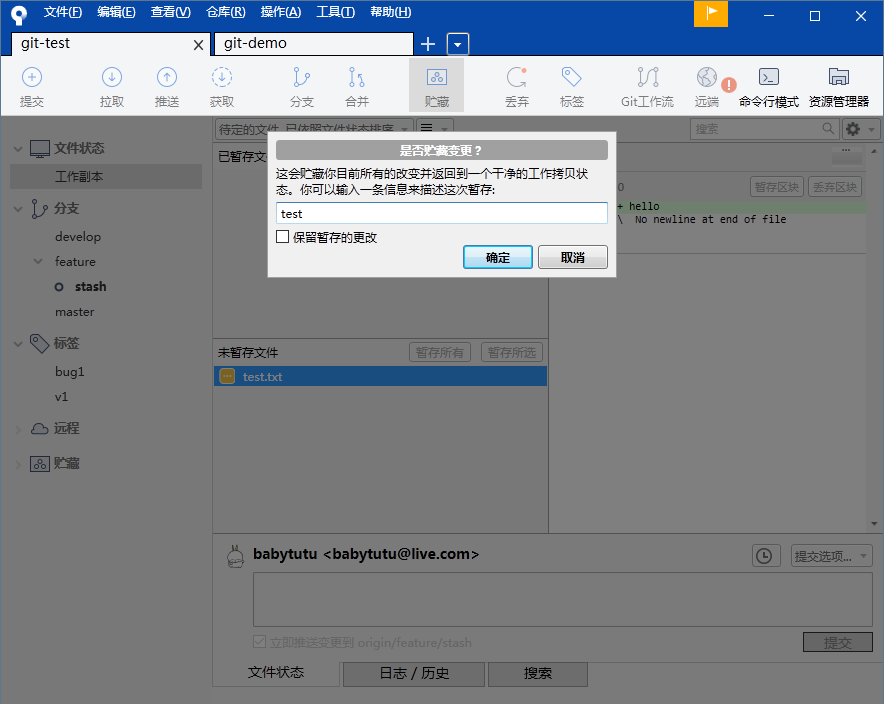 文件(F) 编辑(E) 查看(V) 仓库(R) 操作(A) 工具(T) 帮助(H)
git-test git-demo
提交 拉取 推送 获取 分支 合并 贮藏 丢弃 标签 Git工作流 远端 命令行模式 资源管理器
待定的文件, 已依照文件状态排序 搜索
文件状态
工作副本
分支
develop
feature
stash
master
标签
bug1
v1
远程
贮藏
已暂存文
是否贮藏变更？
这会贮藏你目前所有的改变并返回到一个干净的工作拷贝状
态。你可以输入一条信息来描述这次暂存:
test
保留暂存的更改
确定 取消
0 暂存区块 丢弃区块
+ hello
\ No newline at end of file
未暂存文件 暂存所有 暂存所选
test.txt
babytutu <babytutu@live.com> 提交选项...
立即推送变更到 origin/feature/stash
提交
文件状态 日志 / 历史 搜索